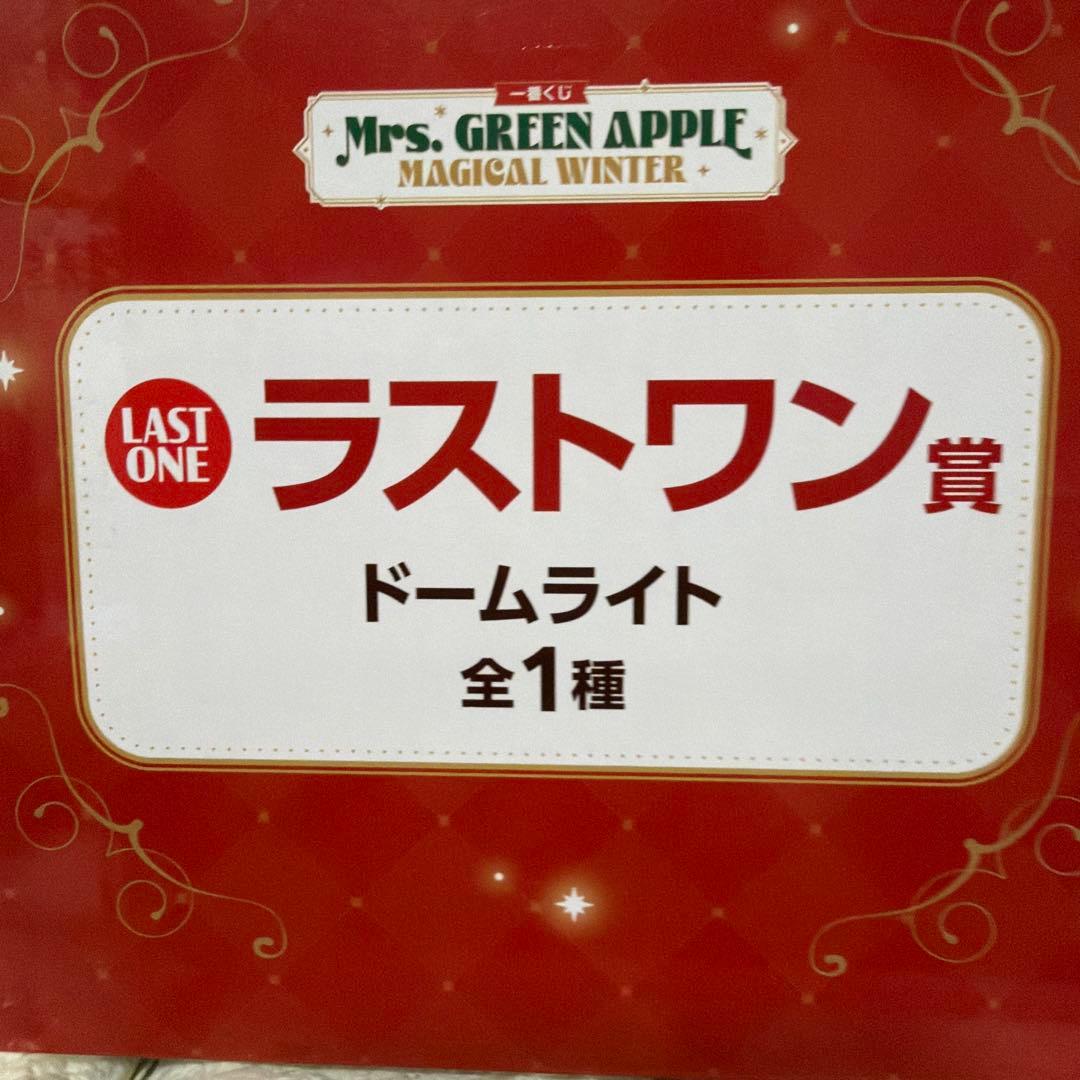 一番くじ
Mrs. GREEN APPLE
MAGICAL WINTER
LAST ONE
ラストワン賞
ドームライト
全1種